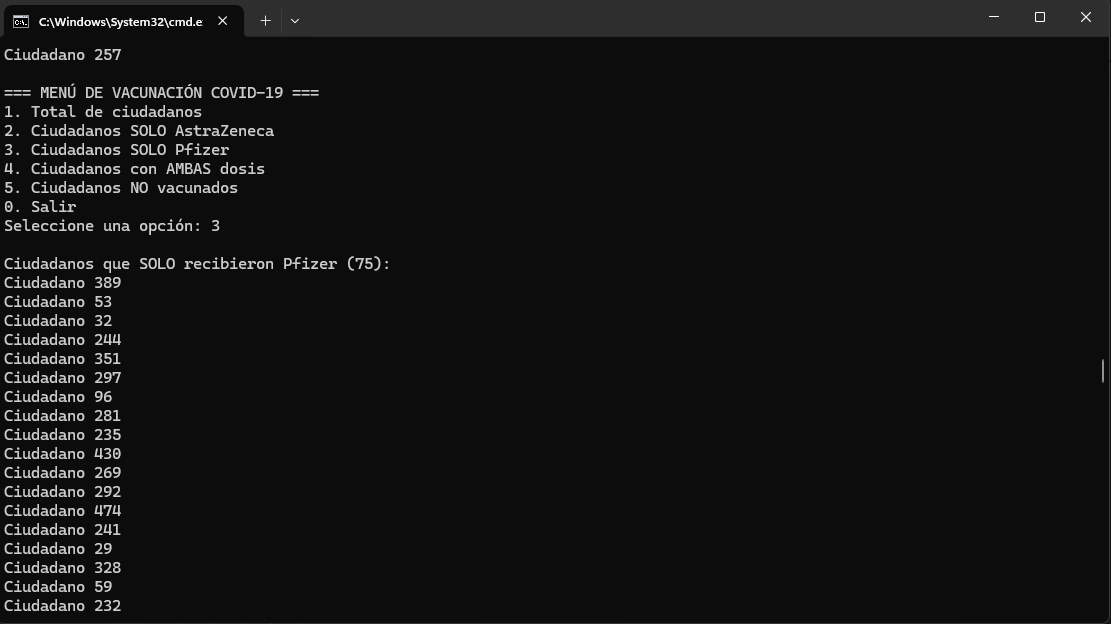 C:\Windows\System32\cmd.e
Ciudadano 257
=== MENÚ DE VACUNACIÓN COVID-19 ===
1. Total de ciudadanos
2. Ciudadanos SOLO AstraZeneca
3. Ciudadanos SOLO Pfizer
4. Ciudadanos con AMBAS dosis
5. Ciudadanos NO vacunados
0. Salir
Seleccione una opción: 3
Ciudadanos que SOLO recibieron Pfizer (75):
Ciudadano 389
Ciudadano 53
Ciudadano 32
Ciudadano 244
Ciudadano 351
Ciudadano 297
Ciudadano 96
Ciudadano 281
Ciudadano 235
Ciudadano 430
Ciudadano 269
Ciudadano 292
Ciudadano 474
Ciudadano 241
Ciudadano 29
Ciudadano 328
Ciudadano 59
Ciudadano 232